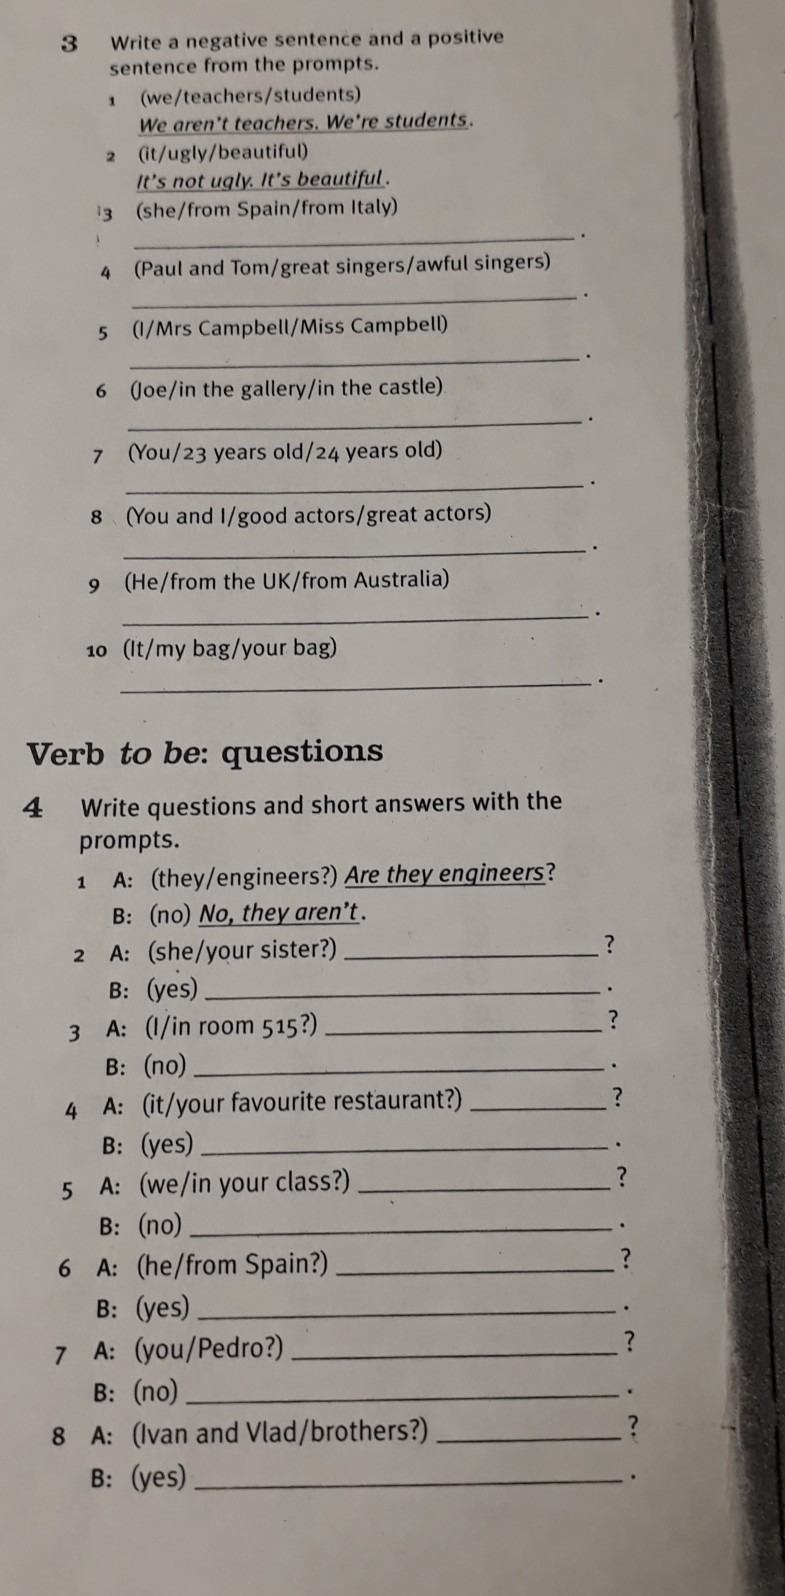 3 Write a negative sentence and a positive
sentence from the prompts.
1 (we/teachers/students)
We aren't teachers. We're students.
2 (it/ugly/beautiful)
It's not ugly. It's beautiful.
3 (she/from Spain/from Italy)
.
4 (Paul and Tom/great singers/awful singers)
.
5 (I/Mrs Campbell/Miss Campbell)
.
6 (Joe/in the gallery/in the castle)
.
7 (You/23 years old/24 years old)
.
8 (You and I/good actors/great actors)
.
9 (He/from the UK/from Australia)
.
10 (It/my bag/your bag)
.
Verb to be: questions
4 Write questions and short answers with the
prompts.
1 A: (they/engineers?) Are they engineers?
B: (no) No, they aren't.
2 A: (she/your sister?) ?
B: (yes) .
3 A: (I/in room 515?) ?
B: (no) .
4 A: (it/your favourite restaurant?) ?
B: (yes) .
5 A: (we/in your class?) ?
B: (no) .
6 A: (he/from Spain?) ?
B: (yes) .
7 A: (you/Pedro?) ?
B: (no) .
8 A: (Ivan and Vlad/brothers?) ?
B: (yes) .